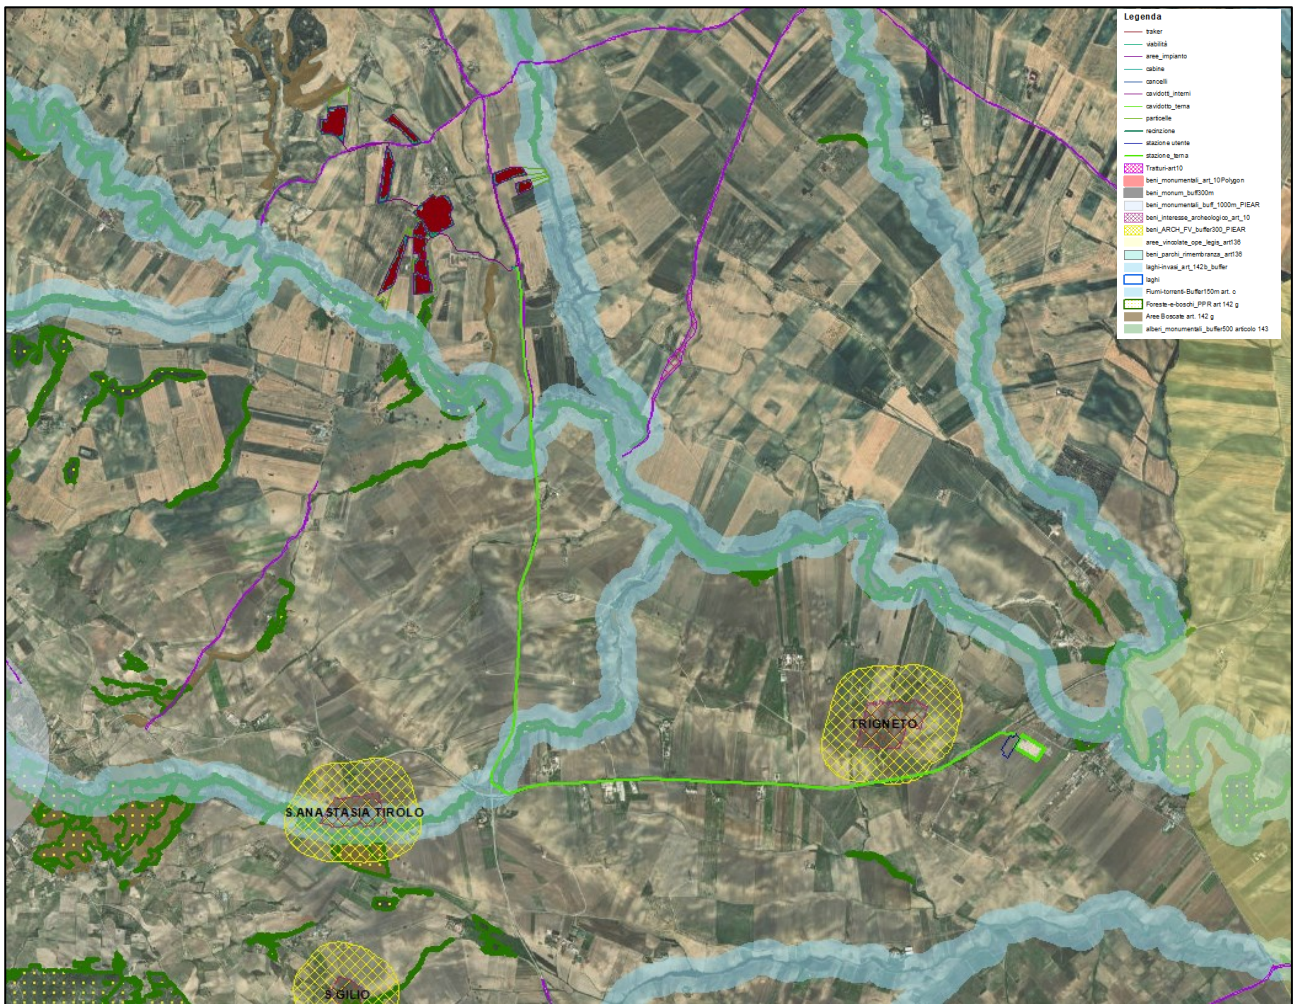 Legenda
traker
viabilità
aree_impianto
cabine
cancelli
cavidotti_interni
cavidotto_terna
particelle
recinzione
stazione utente
stazione_terna
Tratturi-art10
beni_monumentali_art_10Polygon
beni_monum_buff300m
beni_monumentali_buff_1000m_PIEAR
beni_interesse_archeologico_art_10
beni_ARCH_FV_buffer300_PIEAR
aree_vincolate_ope_legis_art136
beni_parchi_rimembranza_art136
laghi-invasi_art_142b_buffer
laghi
Fiumi-torrenti-Buffer150m art. c
Foreste-e-boschi_PPR art 142 g
Aree Boscate art. 142 g
alberi_monumentali_buffer500 articolo 143
TRIGNETO
S.ANASTASIA TIROLO
S.GILIO